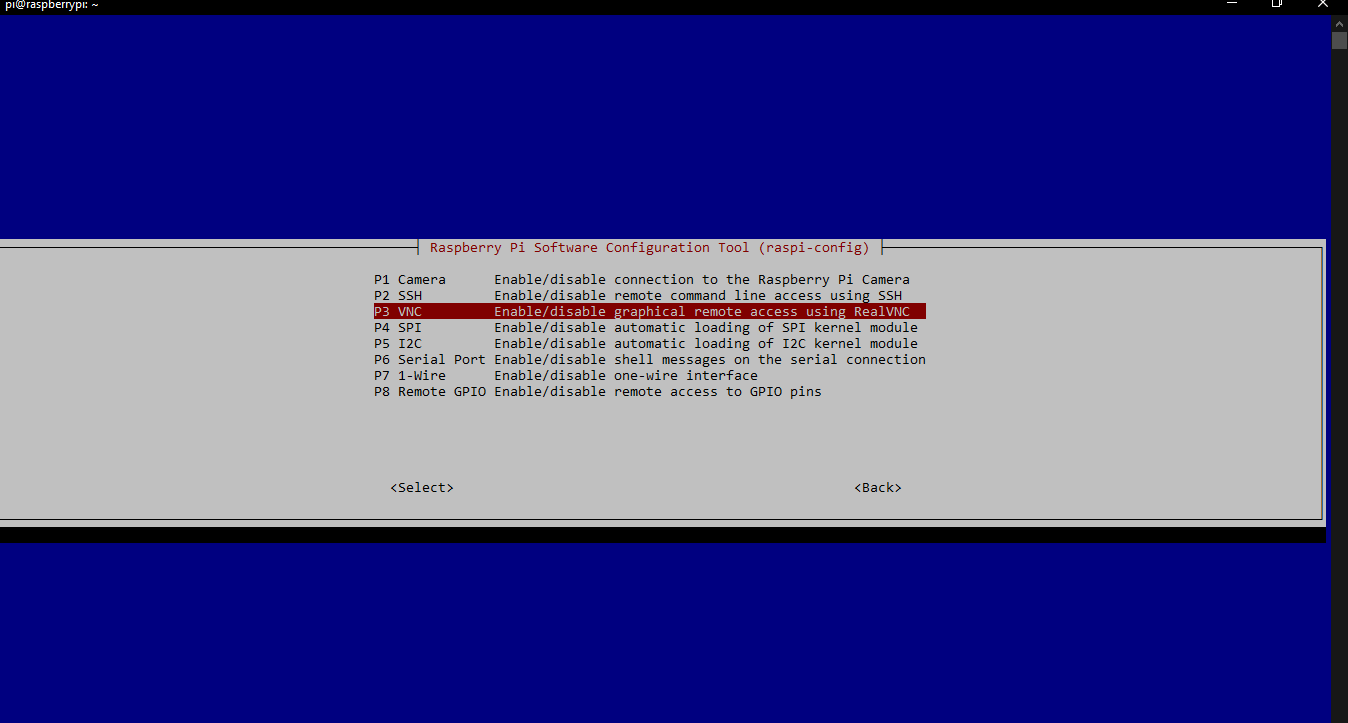 pi@raspberrypi: ~
Raspberry Pi Software Configuration Tool (raspi-config)
P1 Camera Enable/disable connection to the Raspberry Pi Camera
P2 SSH Enable/disable remote command line access using SSH
P3 VNC Enable/disable graphical remote access using RealVNC
P4 SPI Enable/disable automatic loading of SPI kernel module
P5 I2C Enable/disable automatic loading of I2C kernel module
P6 Serial Port Enable/disable shell messages on the serial connection
P7 1-Wire Enable/disable one-wire interface
P8 Remote GPIO Enable/disable remote access to GPIO pins
<Select> <Back>